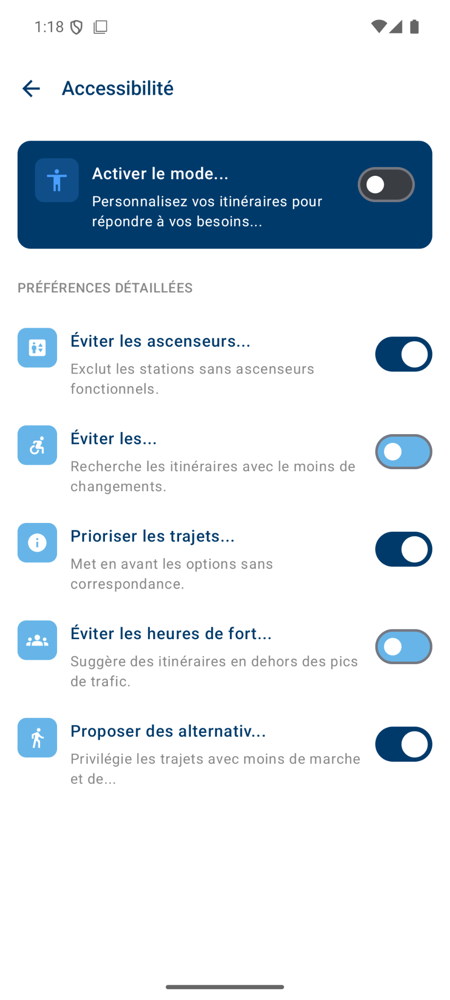 1:18
Accessibilité
Activer le mode...
Personnalisez vos itinéraires pour
répondre à vos besoins...
PRÉFÉRENCES DÉTAILLÉES
Éviter les ascenseurs...
Exclut les stations sans ascenseurs
fonctionnels.
Éviter les...
Recherche les itinéraires avec le moins de
changements.
Prioriser les trajets...
Met en avant les options sans
correspondance.
Éviter les heures de fort...
Suggère des itinéraires en dehors des pics
de trafic.
Proposer des alternativ...
Privilégie les trajets avec moins de marche
et de...